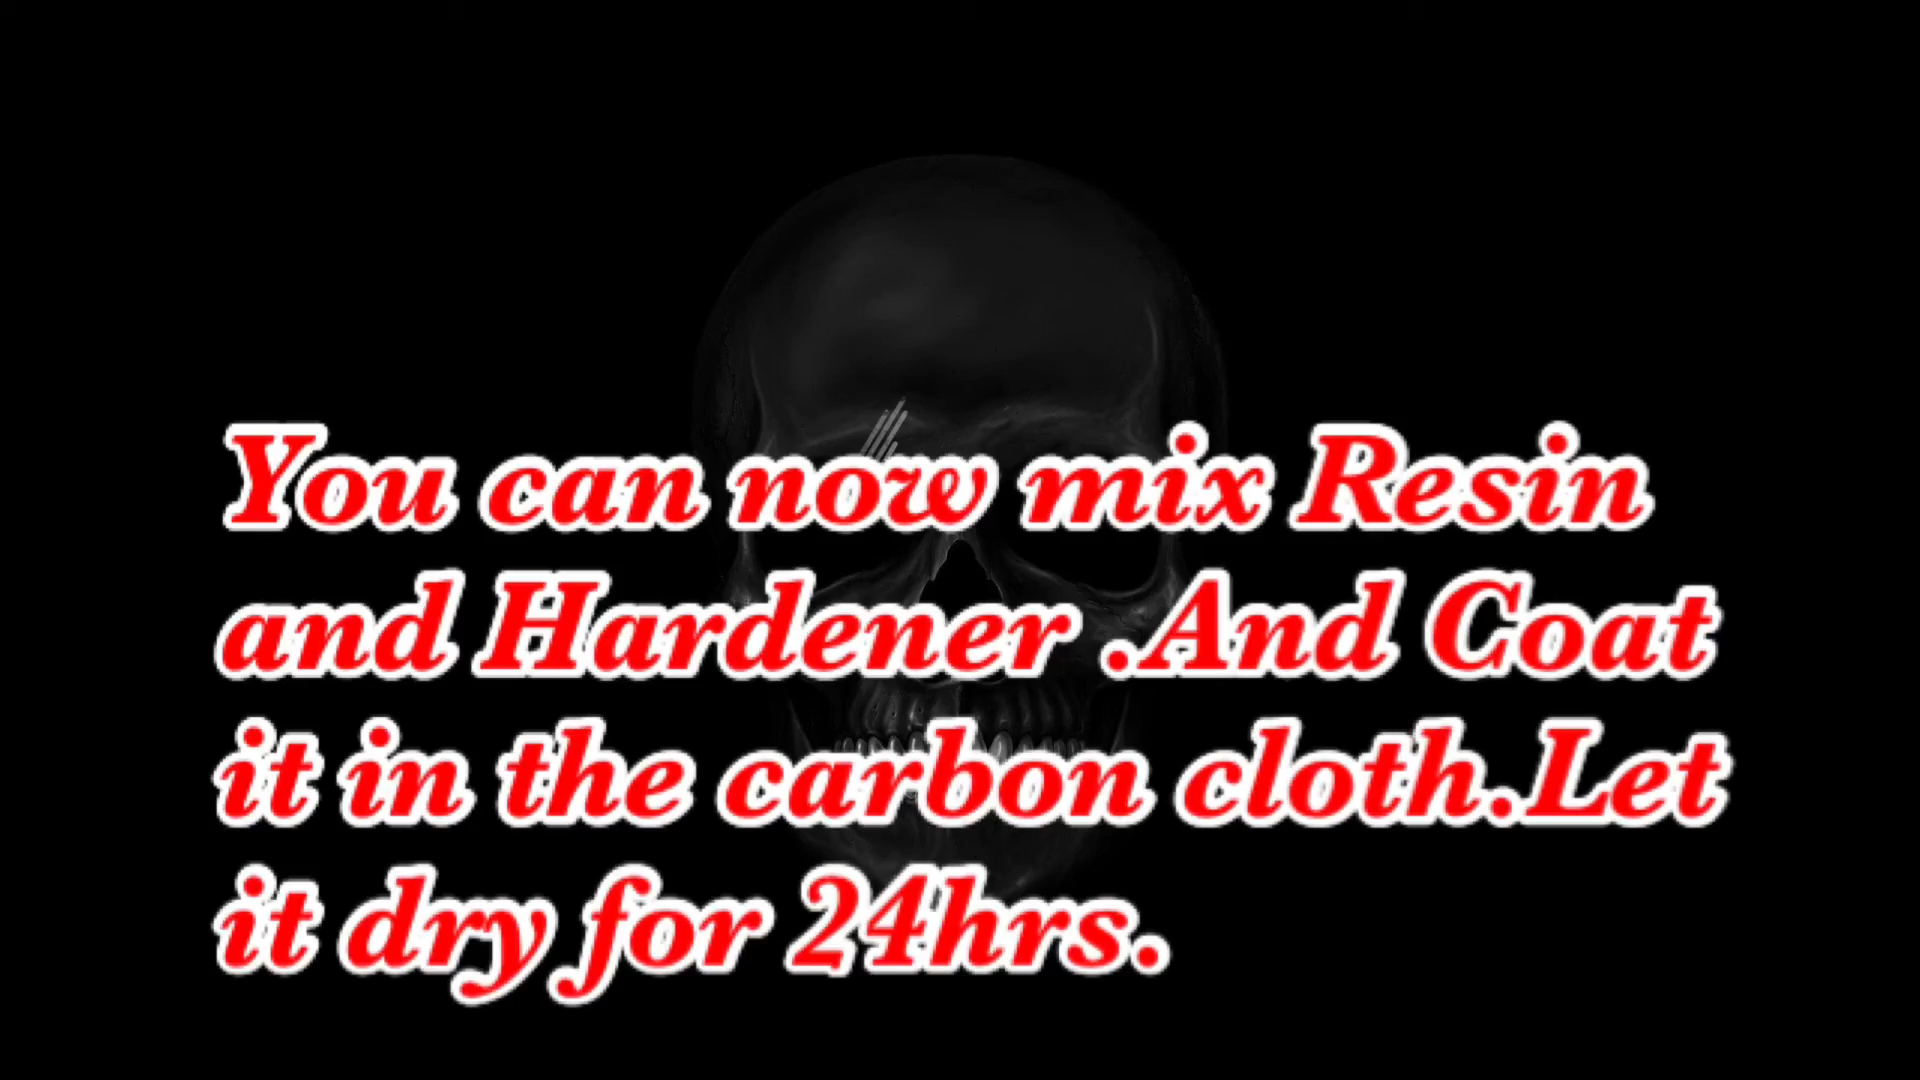 You can now mix Resin
and Hardener .And Coat
it in the carbon cloth.Let
it dry for 24hrs.